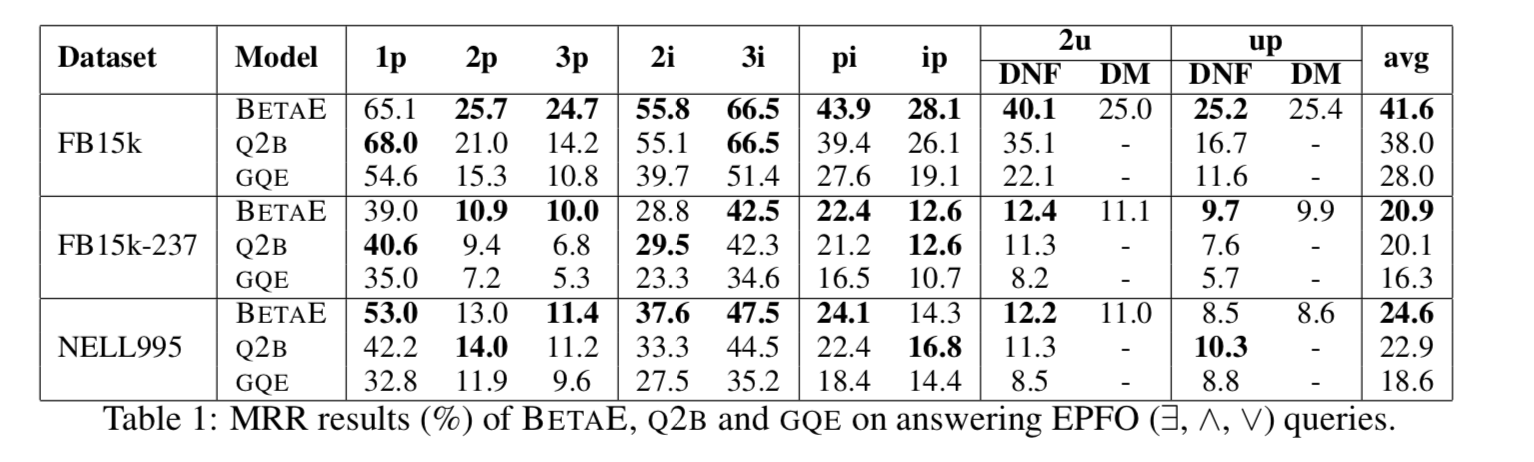 Dataset Model 1p 2p 3p 2i 3i pi ip 2u up avg
DNF DM DNF DM
FB15k BETAE 65.1 25.7 24.7 55.8 66.5 43.9 28.1 40.1 25.0 25.2 25.4 41.6
Q2B 68.0 21.0 14.2 55.1 66.5 39.4 26.1 35.1 - 16.7 - 38.0
GQE 54.6 15.3 10.8 39.7 51.4 27.6 19.1 22.1 - 11.6 - 28.0
FB15k-237 BETAE 39.0 10.9 10.0 28.8 42.5 22.4 12.6 12.4 11.1 9.7 9.9 20.9
Q2B 40.6 9.4 6.8 29.5 42.3 21.2 12.6 11.3 - 7.6 - 20.1
GQE 35.0 7.2 5.3 23.3 34.6 16.5 10.7 8.2 - 5.7 - 16.3
NELL995 BETAE 53.0 13.0 11.4 37.6 47.5 24.1 14.3 12.2 11.0 8.5 8.6 24.6
Q2B 42.2 14.0 11.2 33.3 44.5 22.4 16.8 11.3 - 10.3 - 22.9
GQE 32.8 11.9 9.6 27.5 35.2 18.4 14.4 8.5 - 8.8 - 18.6
Table 1: MRR results (%) of BETAE, Q2B and GQE on answering EPFO (∃, ∧, ∨) queries.